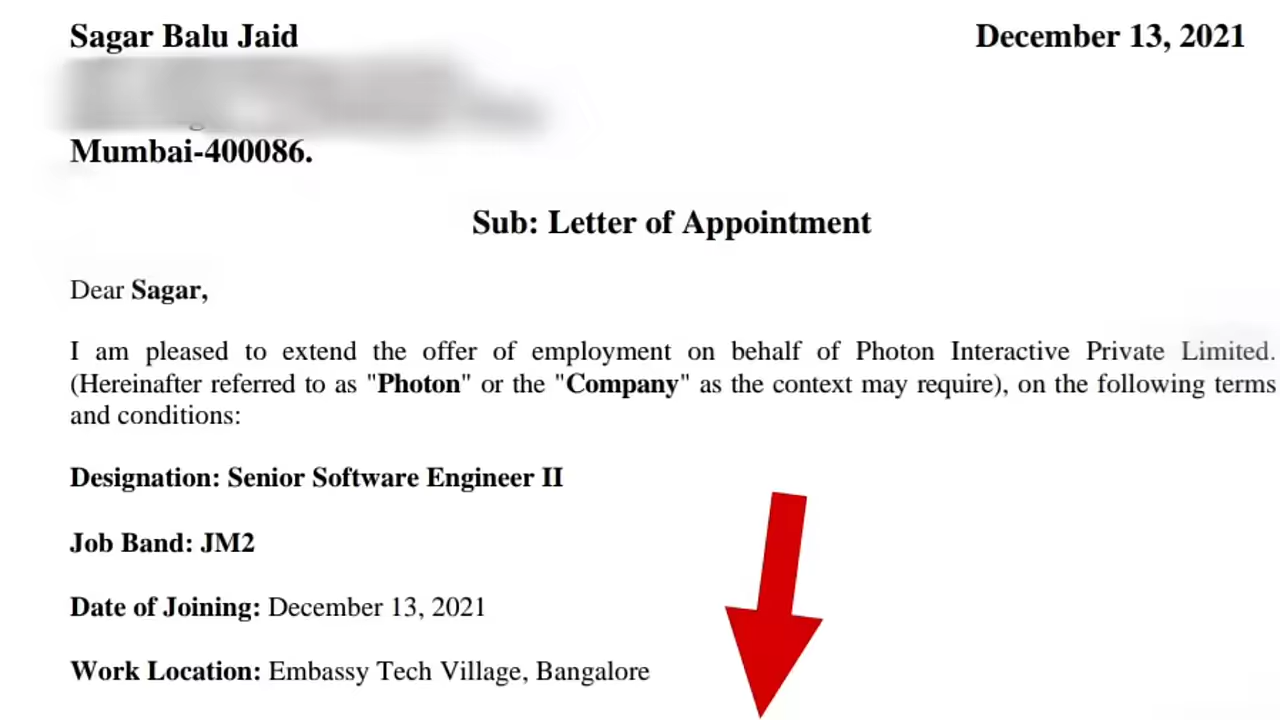 Sagar Balu Jaid
December 13, 2021
Mumbai-400086.
Sub: Letter of Appointment
Dear Sagar,
I am pleased to extend the offer of employment on behalf of Photon Interactive Private Limited.
(Hereinafter referred to as "Photon" or the "Company" as the context may require), on the following terms
and conditions:
Designation: Senior Software Engineer II
Job Band: JM2
Date of Joining: December 13, 2021
Work Location: Embassy Tech Village, Bangalore